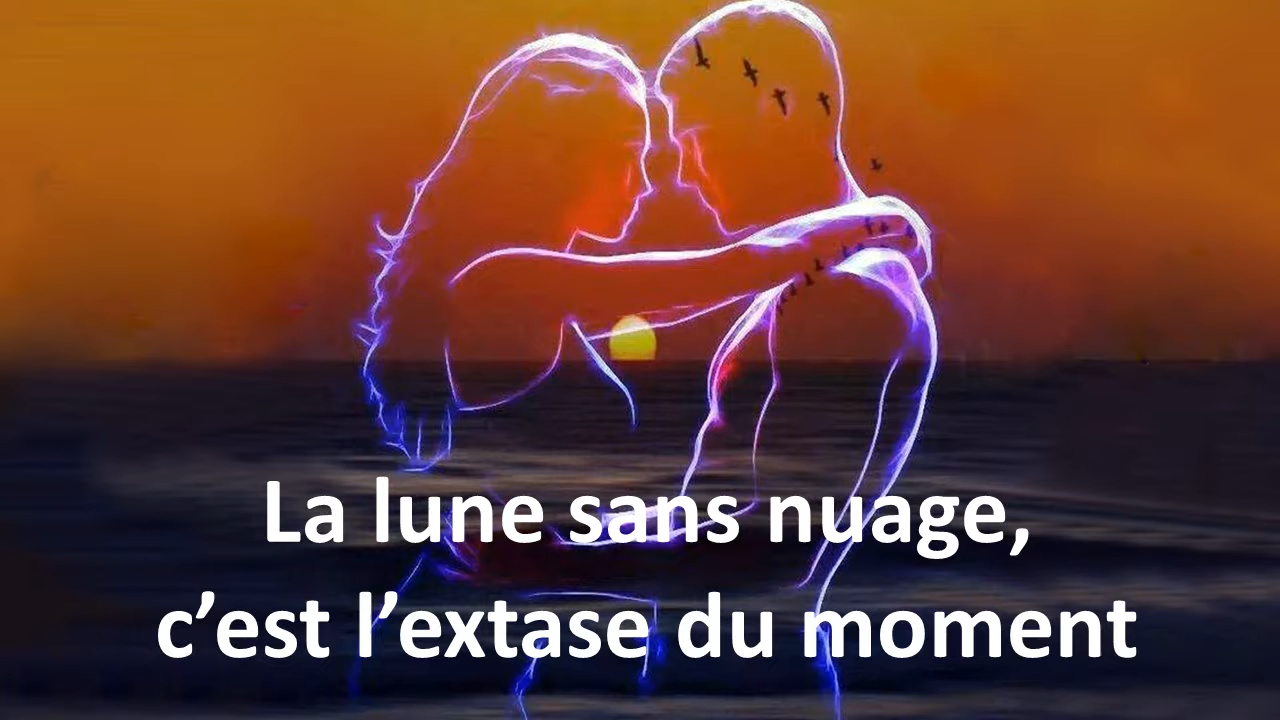 La lune sans nuage,
c’est l’extase du moment